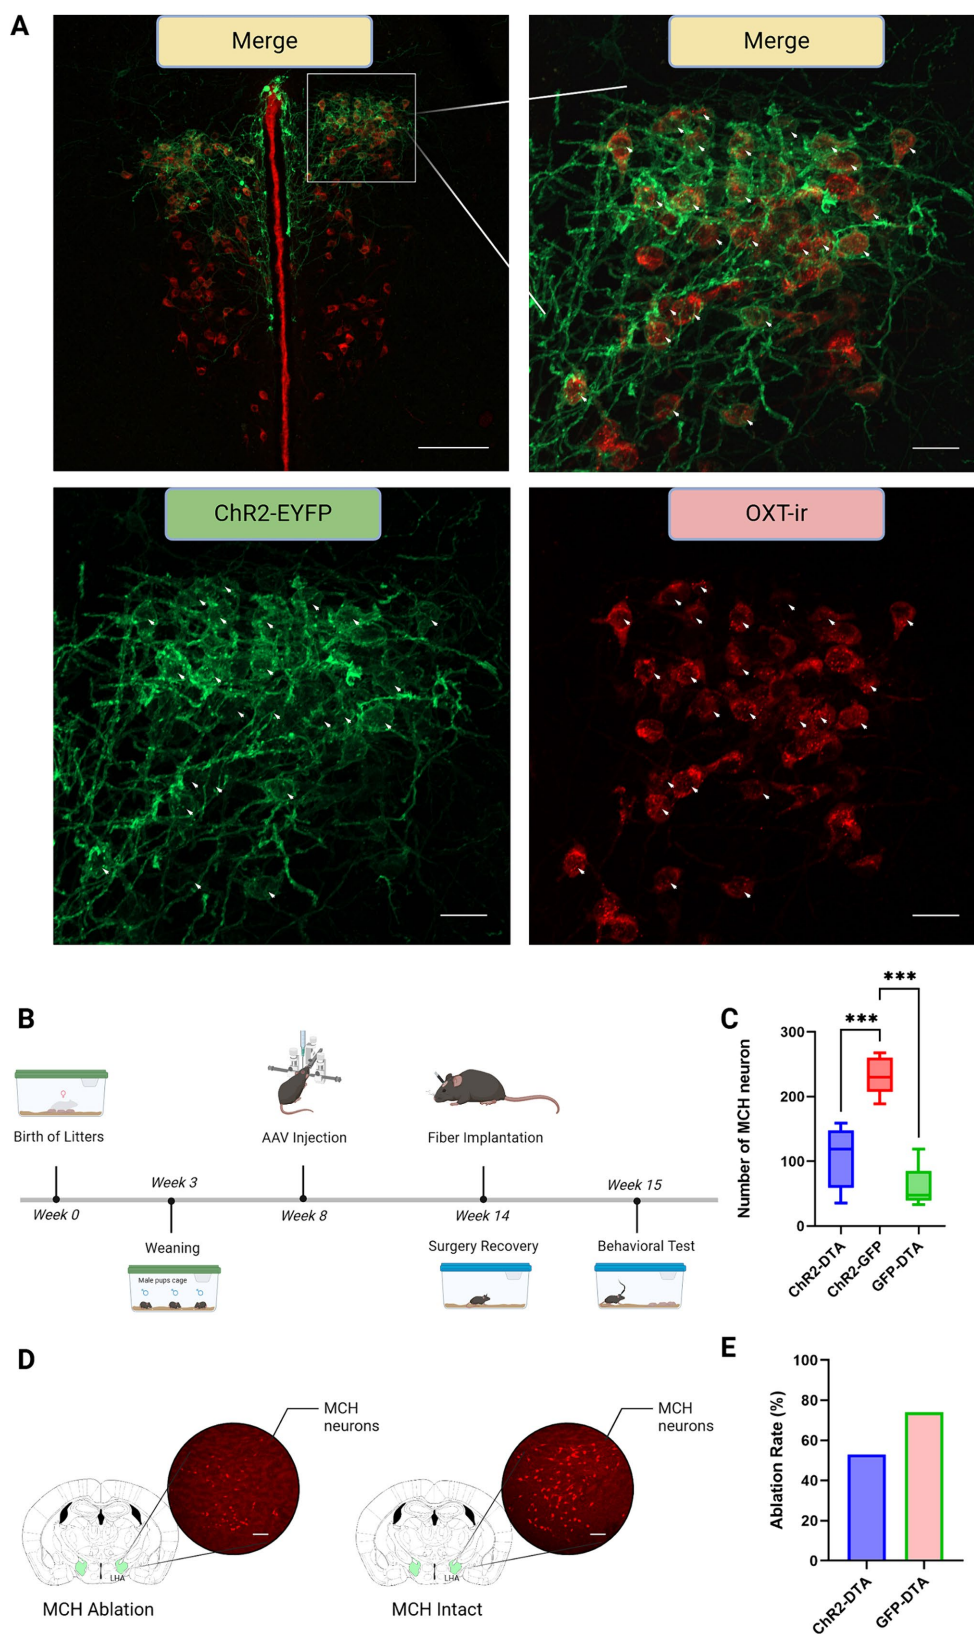 A
Merge
Merge
ChR2-EYFP
OXT-ir
B
Birth of Litters
AAV Injection
Fiber Implantation
Week 3
Week 15
Week 0
Week 8
Week 14
Weaning
Surgery Recovery
Behavioral Test
Male pups cage
♀
♂ ♂ ♂
C
***
***
Number of MCH neuron
300
200
100
0
ChR2-DTA
ChR2-GFP
GFP-DTA
D
MCH
neurons
MCH
neurons
LHA
LHA
MCH Ablation
MCH Intact
E
Ablation Rate (%)
100
80
60
40
20
0
ChR2-DTA
GFP-DTA